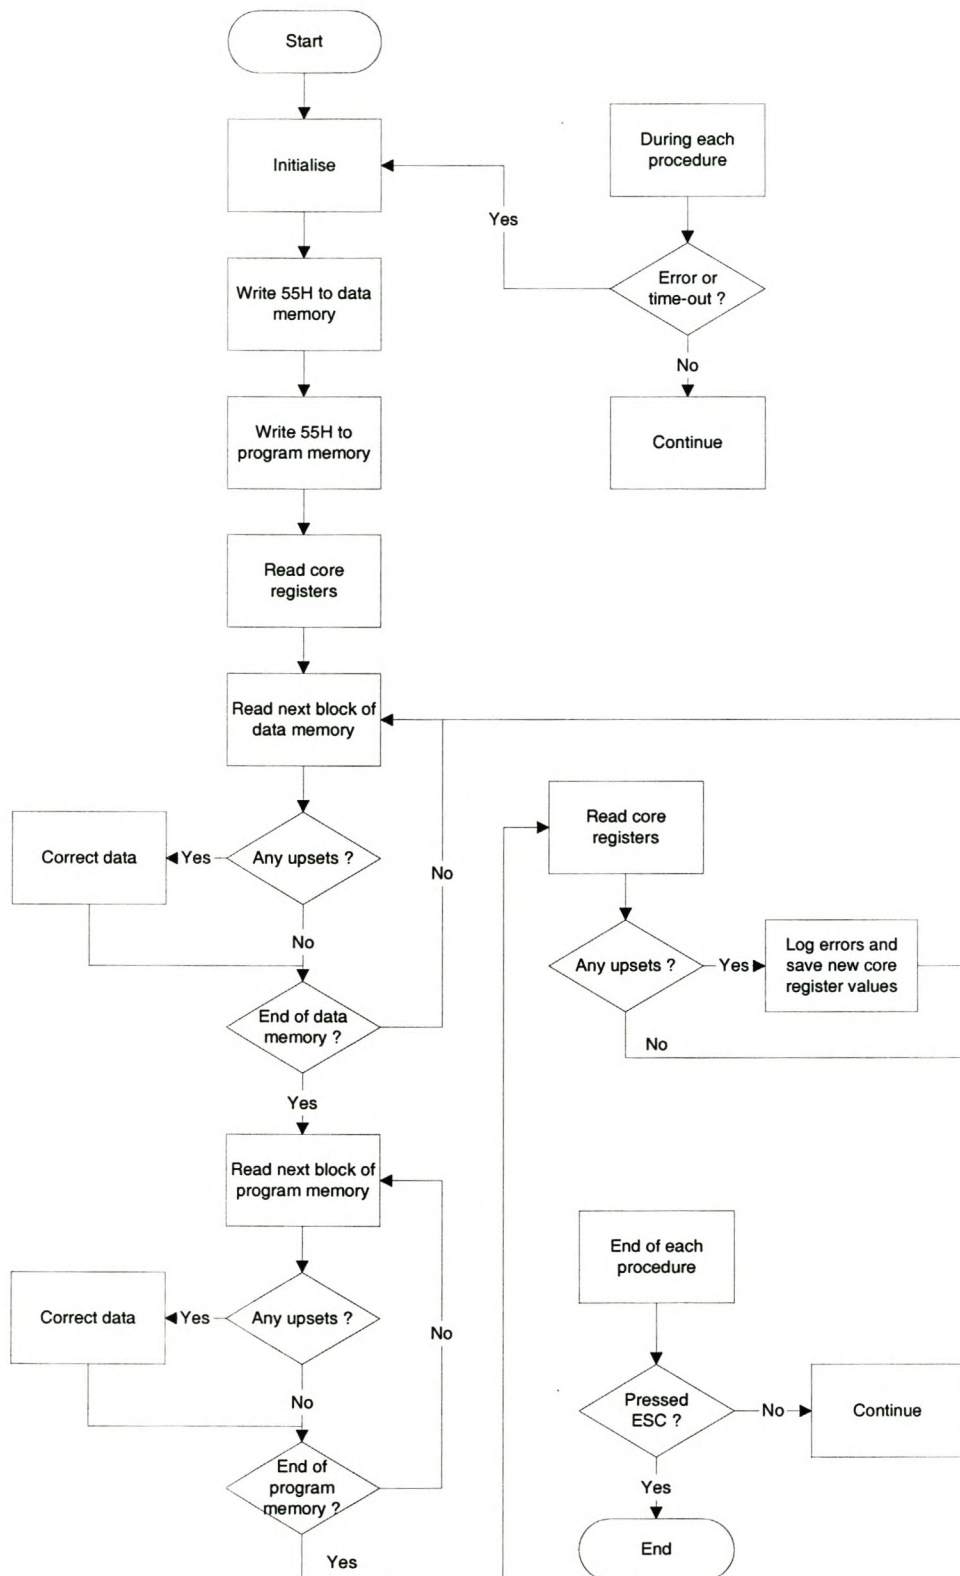 Start
Initialise
Write 55H to data
memory
Write 55H to
program memory
Read core
registers
Read next block of
data memory
Any upsets ?
Yes
Correct data
No
End of data
memory ?
No
Yes
Read next block of
program memory
Any upsets ?
Yes
Correct data
No
End of
program
memory ?
No
Yes
During each
procedure
Error or
time-out ?
Yes
No
Continue
Read core
registers
Any upsets ?
Yes
Log errors and
save new core
register values
No
End of each
procedure
Pressed
ESC ?
No
Continue
Yes
End